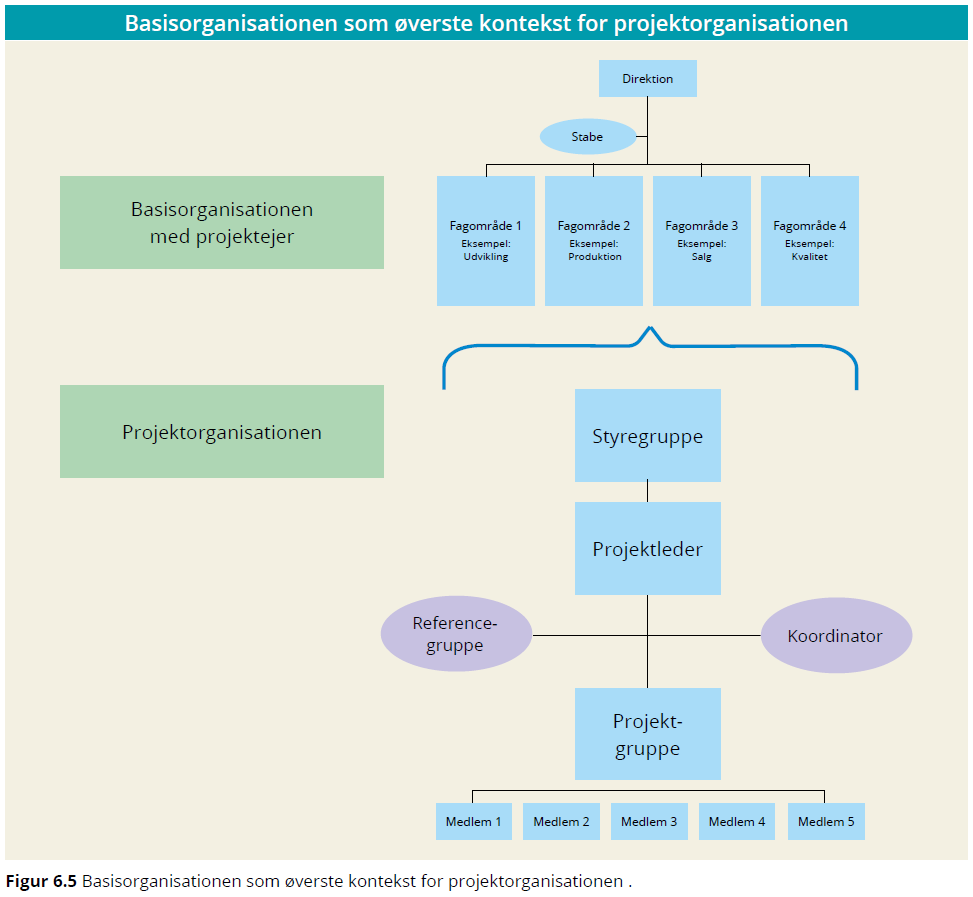 Basisorganisationen som øverste kontekst for projektorganisationen
Direktion
Stabe
Basisorganisationen
med projektejer
Fagområde 1
Eksempel:
Udvikling
Fagområde 2
Eksempel:
Produktion
Fagområde 3
Eksempel:
Salg
Fagområde 4
Eksempel:
Kvalitet
Projektorganisationen
Styregruppe
Projektleder
Reference-
gruppe
Koordinator
Projekt-
gruppe
Medlem 1
Medlem 2
Medlem 3
Medlem 4
Medlem 5
Figur 6.5 Basisorganisationen som øverste kontekst for projektorganisationen .